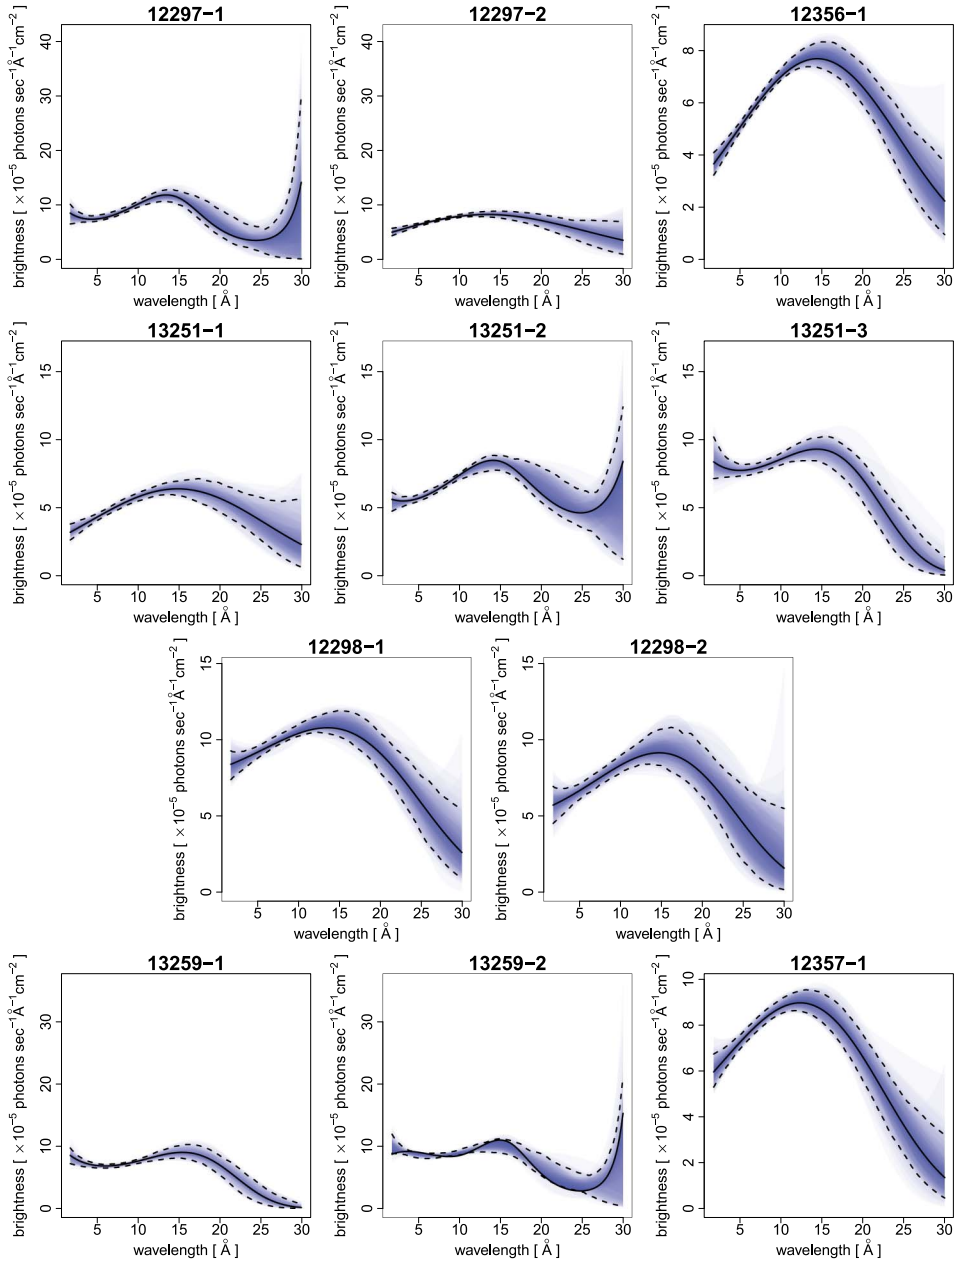 12297−1
brightness [ ×10−5 photons sec−1Å−1cm−2 ]
0 10 20 30 40
5 10 15 20 25 30
wavelength [ Å ]
12297−2
brightness [ ×10−5 photons sec−1Å−1cm−2 ]
0 10 20 30 40
5 10 15 20 25 30
wavelength [ Å ]
12356−1
brightness [ ×10−5 photons sec−1Å−1cm−2 ]
0 2 4 6 8
5 10 15 20 25 30
wavelength [ Å ]
13251−1
brightness [ ×10−5 photons sec−1Å−1cm−2 ]
0 5 10 15
5 10 15 20 25 30
wavelength [ Å ]
13251−2
brightness [ ×10−5 photons sec−1Å−1cm−2 ]
0 5 10 15
5 10 15 20 25 30
wavelength [ Å ]
13251−3
brightness [ ×10−5 photons sec−1Å−1cm−2 ]
0 5 10 15
5 10 15 20 25 30
wavelength [ Å ]
12298−1
brightness [ ×10−5 photons sec−1Å−1cm−2 ]
0 5 10 15
5 10 15 20 25 30
wavelength [ Å ]
12298−2
brightness [ ×10−5 photons sec−1Å−1cm−2 ]
0 5 10 15
5 10 15 20 25 30
wavelength [ Å ]
13259−1
brightness [ ×10−5 photons sec−1Å−1cm−2 ]
0 10 20 30
5 10 15 20 25 30
wavelength [ Å ]
13259−2
brightness [ ×10−5 photons sec−1Å−1cm−2 ]
0 10 20 30
5 10 15 20 25 30
wavelength [ Å ]
12357−1
brightness [ ×10−5 photons sec−1Å−1cm−2 ]
0 2 4 6 8 10
5 10 15 20 25 30
wavelength [ Å ]